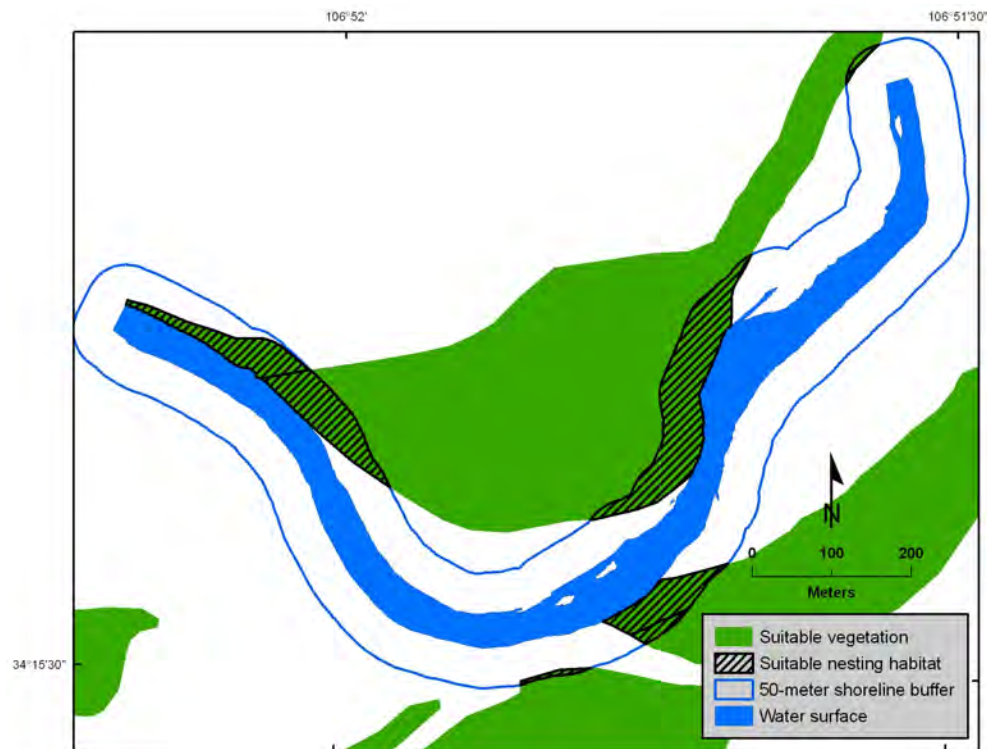 106°52'
106°51'30"
34°15'30"
N
0 100 200
Meters
Suitable vegetation
Suitable nesting habitat
50-meter shoreline buffer
Water surface